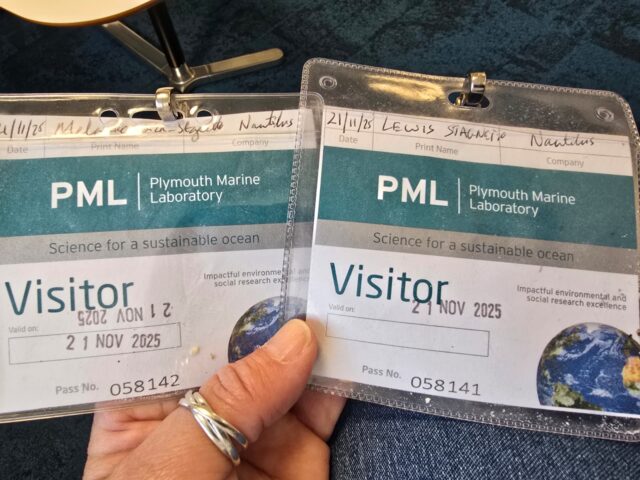 21/11/25 Nautilus
Date Print Name Company
PML Plymouth Marine
Laboratory
Science for a sustainable ocean
Visitor
Impactful environmental and
social research
21 NOV 2025
Valid on:
21 NOV 2025
Pass No. 058142
21/11/25 LEWIS Nautilus
Date Print Name Company
PML Plymouth Marine
Laboratory
Science for a sustainable ocean
Visitor
Impactful environmental and
social research excellence
21 NOV 2025
Valid on:
Pass No. 058141